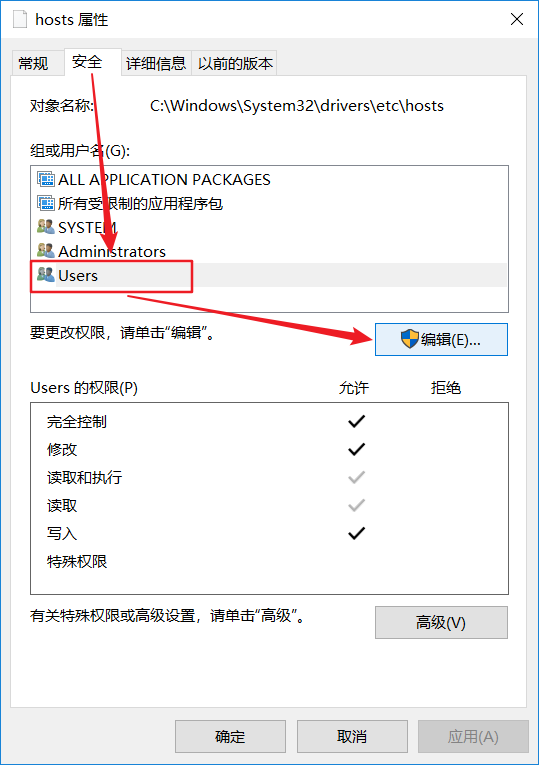 hosts 属性
常规 安全 详细信息 以前的版本
对象名称: C:\Windows\System32\drivers\etc\hosts
组或用户名(G):
ALL APPLICATION PACKAGES
所有受限制的应用程序包
SYSTEM
Administrators
Users
要更改权限，请单击“编辑”。
编辑(E)...
Users 的权限(P) 允许 拒绝
完全控制
修改
读取和执行
读取
写入
特殊权限
有关特殊权限或高级设置，请单击“高级”。
高级(V)
确定 取消 应用(A)